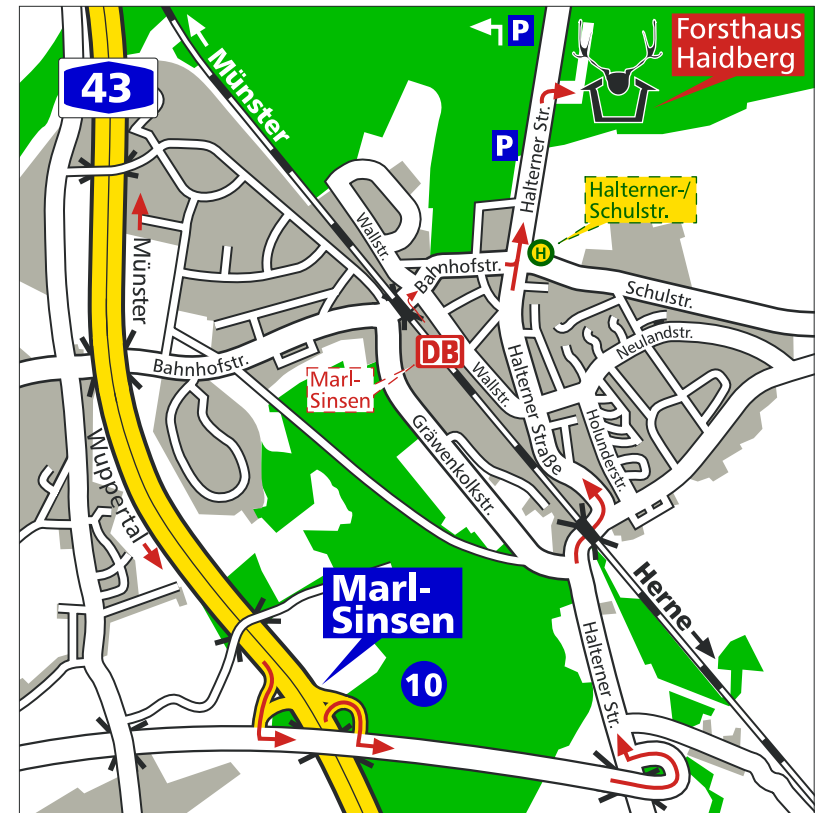 P
Forsthaus
Haidberg
43
Münster
P
Halterner Str.
Halterner-/
Schulstr.
H
Wallstr.
Bahnhofstr.
Münster
Schulstr.
Neulandstr.
DB
Bahnhofstr.
Marl-
Sinsen
Wallstr.
Halterner Straße
Holunderstr.
Gräwenkolkstr.
Wuppertal
Marl-
Sinsen
Herne
10
Halterner Str.